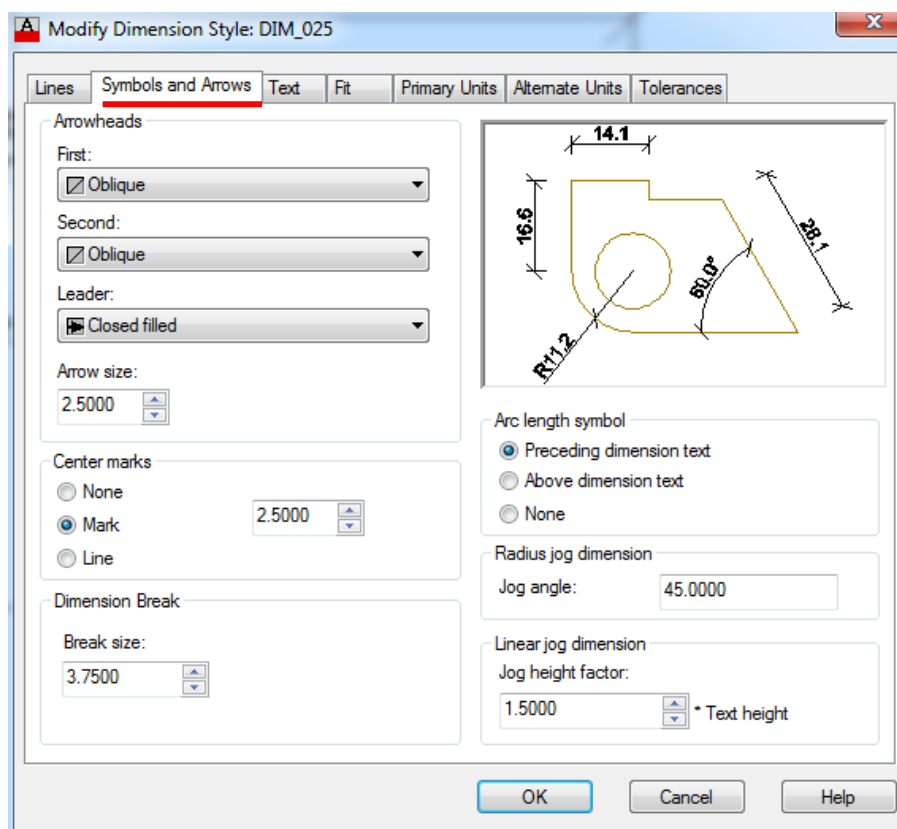 Modify Dimension Style: DIM_025
Lines Symbols and Arrows Text Fit Primary Units Alternate Units Tolerances
Arrowheads
First:
Oblique
Second:
Oblique
Leader:
Closed filled
Arrow size:
2.5000
Center marks
None
Mark
2.5000
Line
Dimension Break
Break size:
3.7500
14.1
16.6
28.1
60.0°
R11.2
Arc length symbol
Preceding dimension text
Above dimension text
None
Radius jog dimension
Jog angle: 45.0000
Linear jog dimension
Jog height factor:
1.5000 * Text height
OK Cancel Help